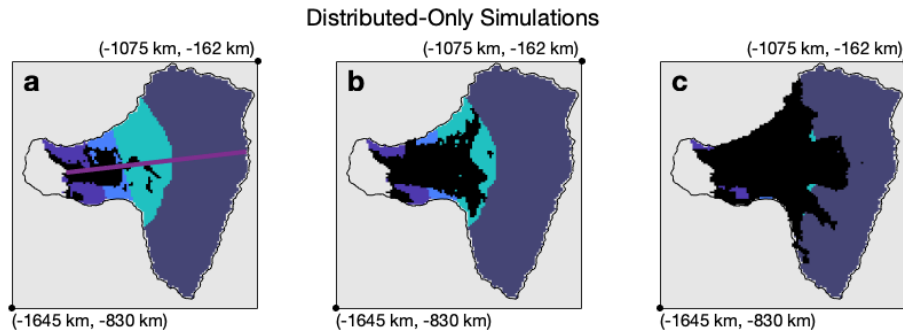 Distributed-Only Simulations
(-1075 km, -162 km) (-1075 km, -162 km) (-1075 km, -162 km)
a b c
(-1645 km, -830 km) (-1645 km, -830 km) (-1645 km, -830 km)